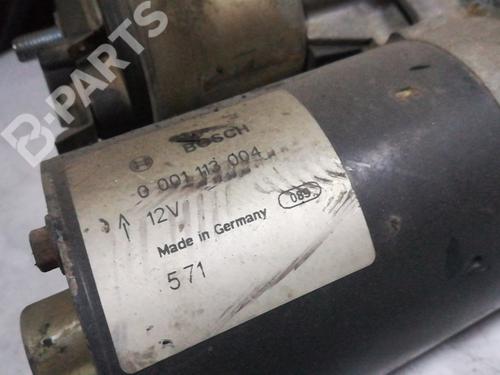 B-PARTS
BOSCH
0 001 113 004
12V
Made in Germany
089
571